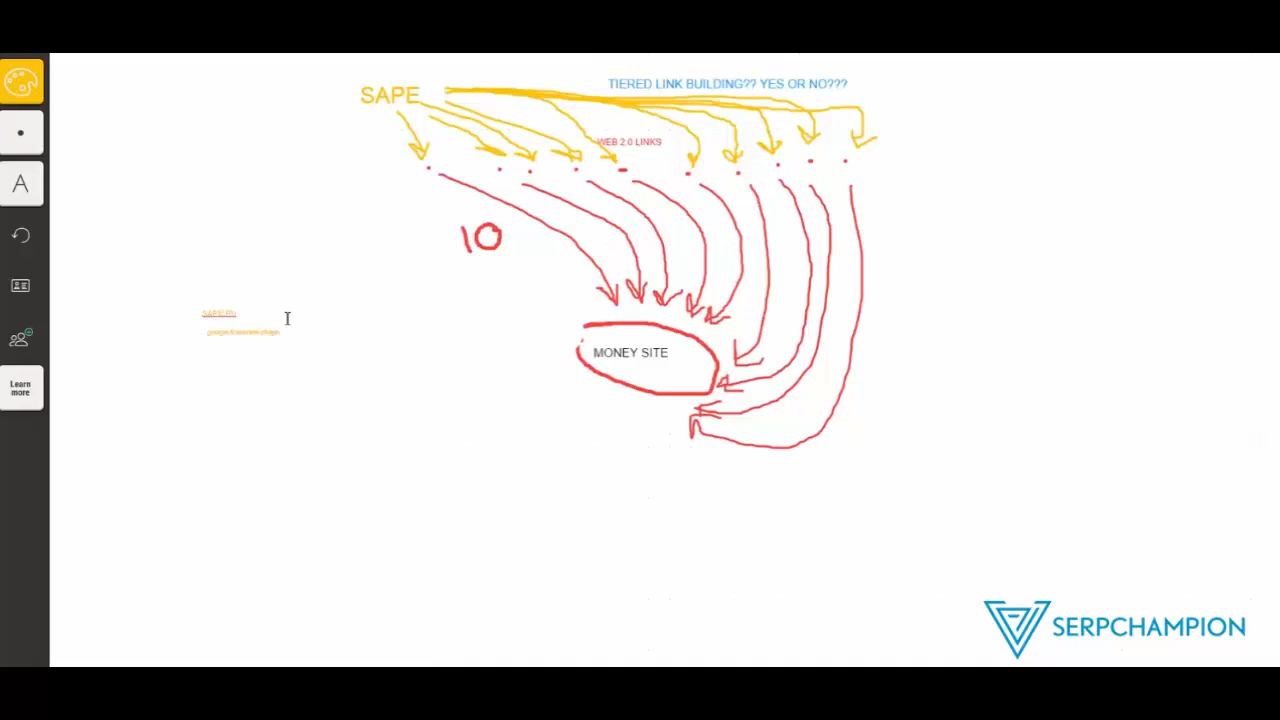 TIERED LINK BUILDING?? YES OR NO???
SAPE
WEB 2.0 LINKS
10
MONEY SITE
A
Learn
more
SERPCHAMPION